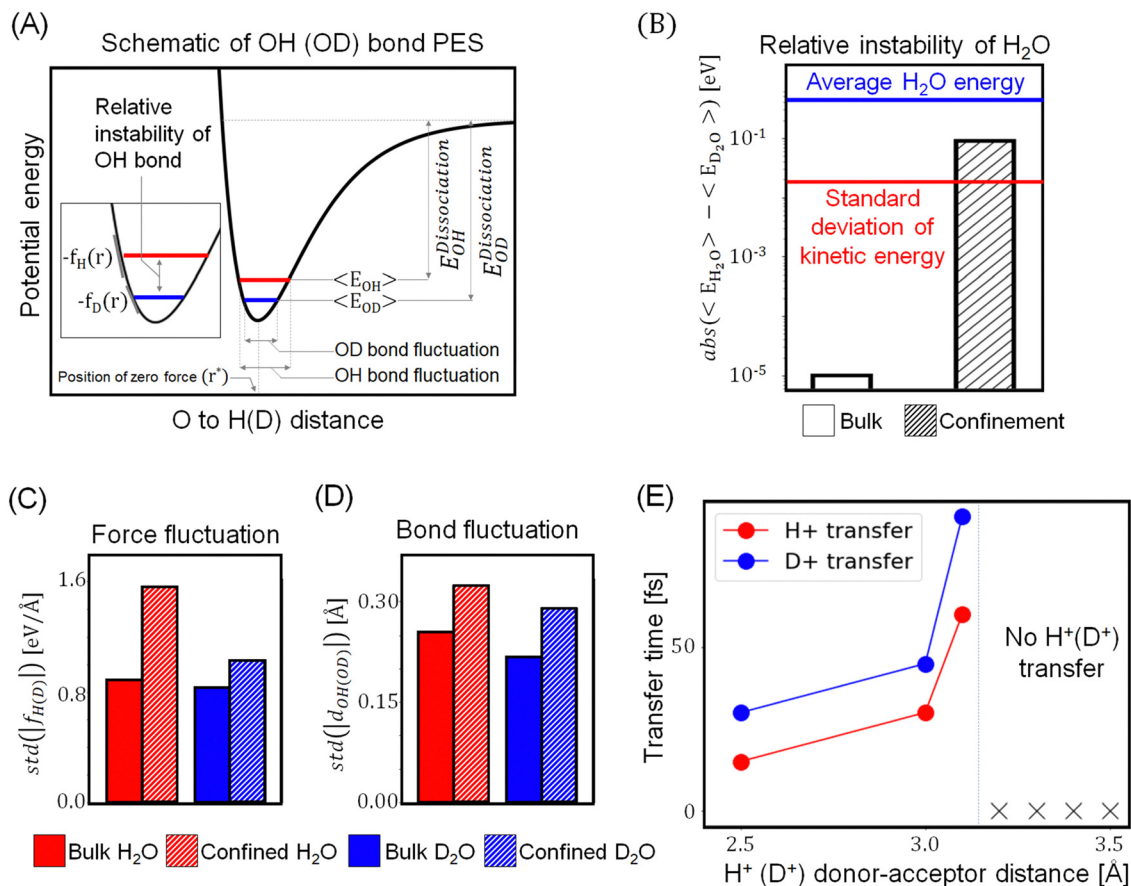 (A)
Schematic of OH (OD) bond PES
Potential energy
Relative
instability of
OH bond
-f_H(r)
-f_D(r)
<E_OH>
<E_OD>
E_OH^Dissociation
E_OD^Dissociation
OD bond fluctuation
OH bond fluctuation
Position of zero force (r*)
O to H(D) distance
(B)
Relative instability of H₂O
abs(< E_H₂O > − < E_D₂O >) [eV]
Average H₂O energy
10⁻¹
Standard
deviation of
kinetic energy
10⁻³
10⁻⁵
Bulk
Confinement
(C)
Force fluctuation
std(|f_H(D)|) [eV/Å]
1.6
0.8
0.0
(D)
Bond fluctuation
std(|d_OH(OD)|) [Å]
0.30
0.15
0.00
Bulk H₂O
Confined H₂O
Bulk D₂O
Confined D₂O
(E)
H+ transfer
D+ transfer
Transfer time [fs]
50
0
No H⁺(D⁺)
transfer
2.5
3.0
3.5
H⁺ (D⁺) donor-acceptor distance [Å]